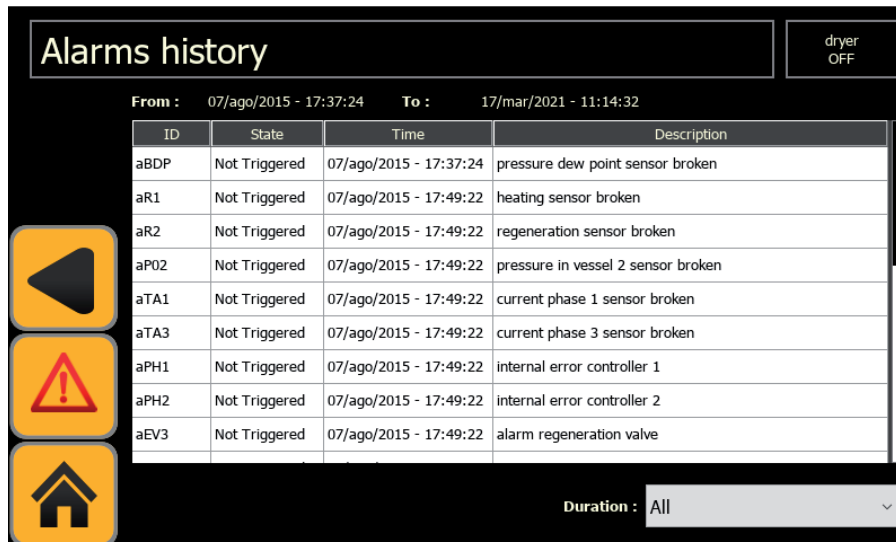 Alarms history
dryer
OFF
From : 07/ago/2015 - 17:37:24 To : 17/mar/2021 - 11:14:32
ID State Time Description
aBDP Not Triggered 07/ago/2015 - 17:37:24 pressure dew point sensor broken
aR1 Not Triggered 07/ago/2015 - 17:49:22 heating sensor broken
aR2 Not Triggered 07/ago/2015 - 17:49:22 regeneration sensor broken
aP02 Not Triggered 07/ago/2015 - 17:49:22 pressure in vessel 2 sensor broken
aTA1 Not Triggered 07/ago/2015 - 17:49:22 current phase 1 sensor broken
aTA3 Not Triggered 07/ago/2015 - 17:49:22 current phase 3 sensor broken
aPH1 Not Triggered 07/ago/2015 - 17:49:22 internal error controller 1
aPH2 Not Triggered 07/ago/2015 - 17:49:22 internal error controller 2
aEV3 Not Triggered 07/ago/2015 - 17:49:22 alarm regeneration valve
Duration : All